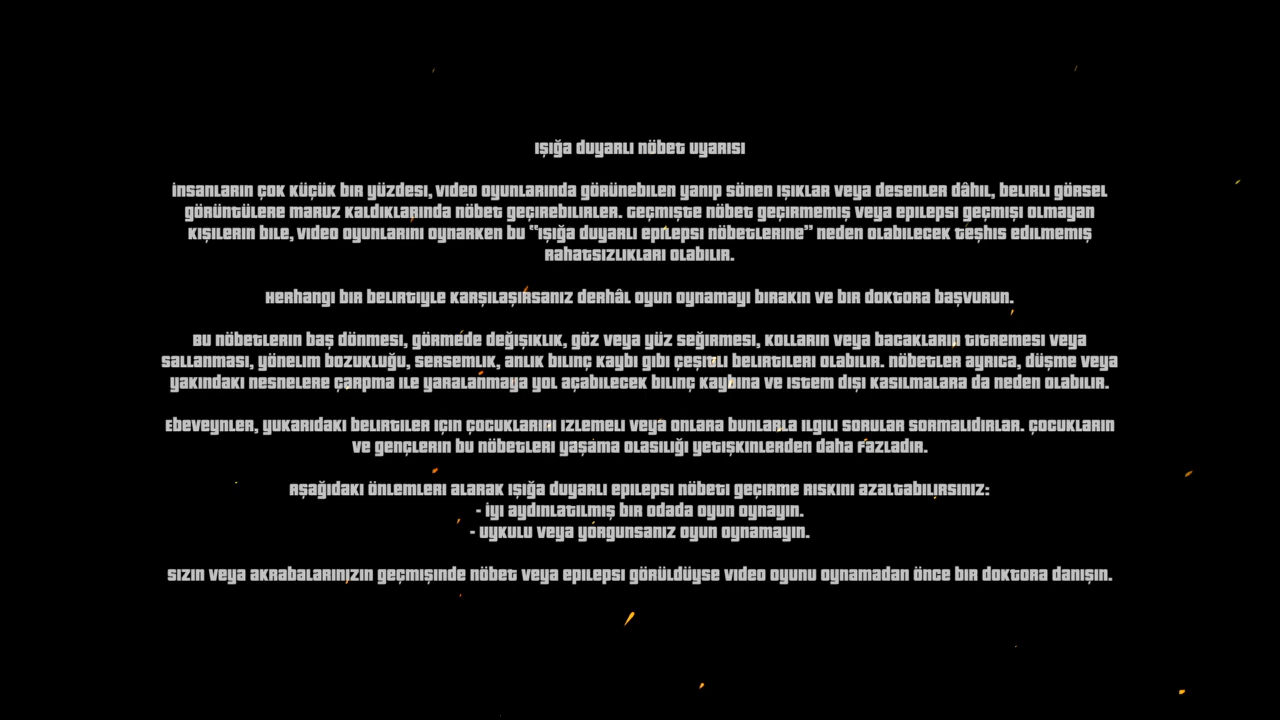 Işığa duyarlı nöbet uyarısı
İnsanların çok küçük bir yüzdesi, video oyunlarında görünebilen yanıp sönen ışıklar veya desenler dâhil, belirli görsel
görüntülere maruz kaldıklarında nöbet geçirebilirler. Geçmişte nöbet geçirmemiş veya epilepsi geçmişi olmayan
kişilerin bile, video oyunlarını oynarken bu “ışığa duyarlı epilepsi nöbetlerine” neden olabilecek teşhis edilmemiş
rahatsızlıkları olabilir.
Herhangi bir belirtiyle karşılaşırsanız derhâl oyun oynamayı bırakın ve bir doktora başvurun.
Bu nöbetlerin baş dönmesi, görmede değişiklik, göz veya yüz seğirmesi, kolların veya bacakların titremesi veya
sallanması, yönelim bozukluğu, sersemlik, anlık bilinç kaybı gibi çeşitli belirtileri olabilir. Nöbetler ayrıca, düşme veya
yakındaki nesnelere çarpma ile yaralanmaya yol açabilecek bilinç kaybına ve istem dışı kasılmalara da neden olabilir.
Ebeveynler, yukarıdaki belirtiler için çocuklarını izlemeli veya onlara bunlarla ilgili sorular sormalıdırlar. Çocukların
ve gençlerin bu nöbetleri yaşama olasılığı yetişkinlerden daha fazladır.
Aşağıdaki önlemleri alarak ışığa duyarlı epilepsi nöbeti geçirme riskini azaltabilirsiniz:
- İyi aydınlatılmış bir odada oyun oynayın.
- Uykulu veya yorgunsanız oyun oynamayın.
Sizin veya akrabalarınızın geçmişinde nöbet veya epilepsi görüldüyse video oyunu oynamadan önce bir doktora danışın.